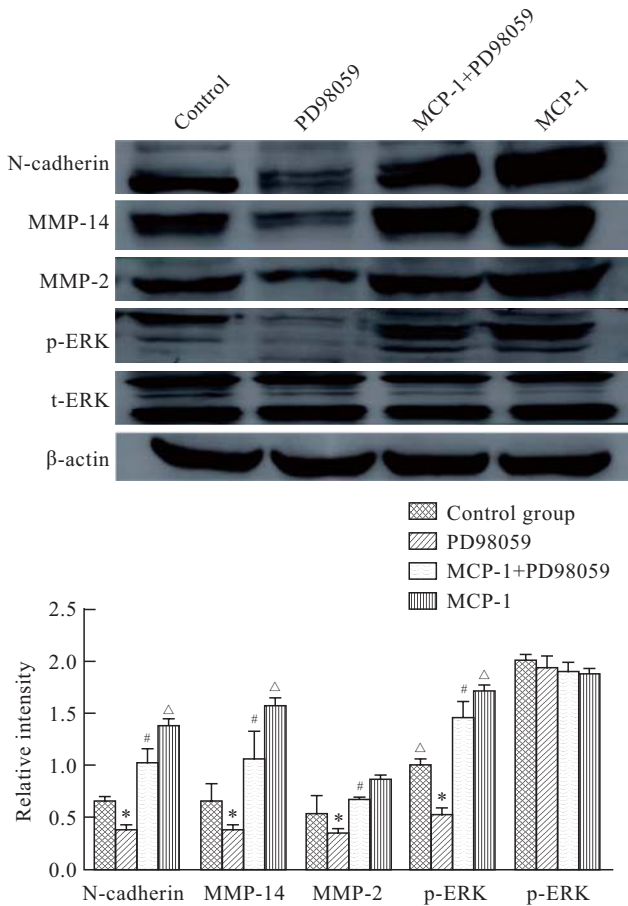 Control
PD98059
MCP-1+PD98059
MCP-1
N-cadherin
MMP-14
MMP-2
p-ERK
t-ERK
β-actin
Control group
PD98059
MCP-1+PD98059
MCP-1
Relative intensity
2.5
2.0
1.5
1.0
0.5
0.0
* # △
* # △
* #
△ * # △
N-cadherin MMP-14 MMP-2 p-ERK p-ERK